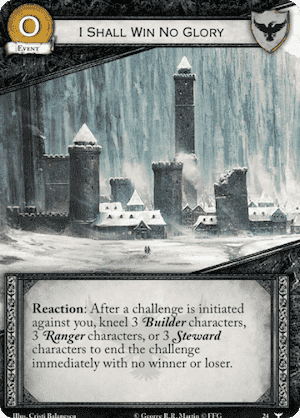 0
I Shall Win No Glory
Event
Reaction: After a challenge is initiated
against you, kneel 3 Builder characters,
3 Ranger characters, or 3 Steward
characters to end the challenge
immediately with no winner or loser.
Illus. Cristi Balanescu © George R.R. Martin © FFG 24